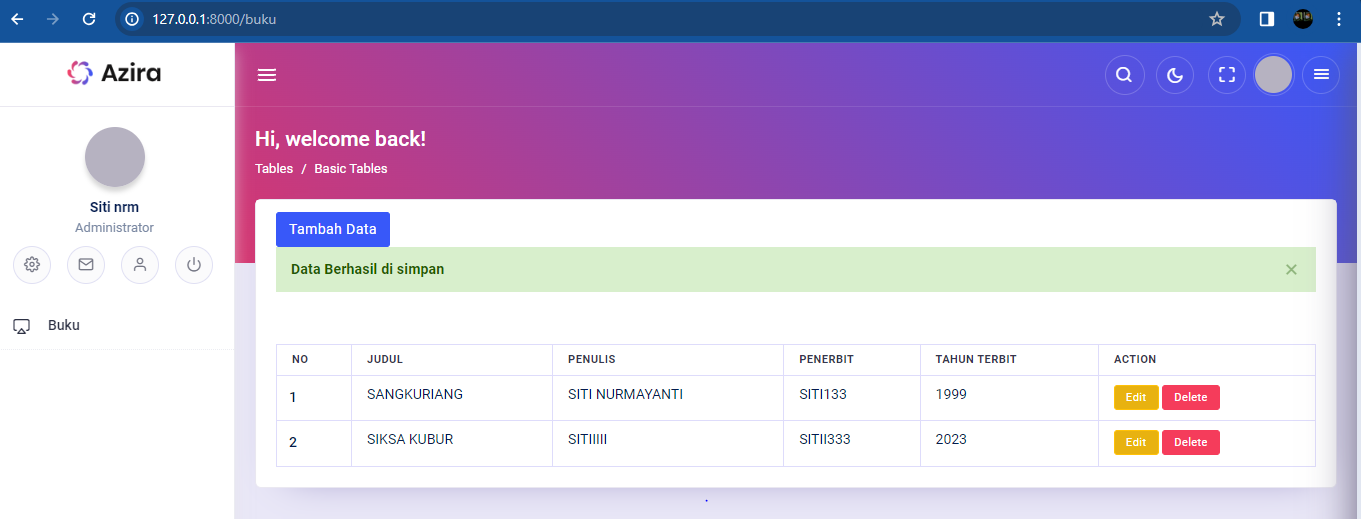 127.0.0.1:8000/buku
Azira
Hi, welcome back!
Tables / Basic Tables
Siti nrm
Administrator
Buku
Tambah Data
Data Berhasil di simpan
NO JUDUL PENULIS PENERBIT TAHUN TERBIT ACTION
1 SANGKURIANG SITI NURMAYANTI SITI133 1999 Edit Delete
2 SIKSA KUBUR SITIIIII SITII333 2023 Edit Delete